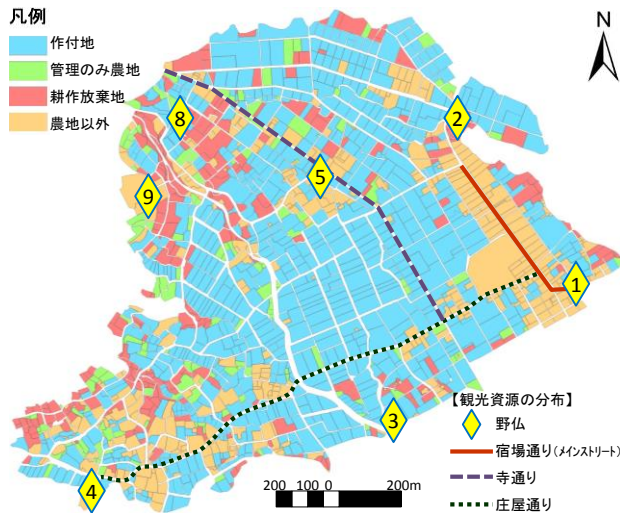 凡例
作付地
管理のみ農地
耕作放棄地
農地以外
N
8
2
5
9
1
3
4
【観光資源の分布】
野仏
宿場通り(メインストリート)
寺通り
庄屋通り
200 100 0 200m